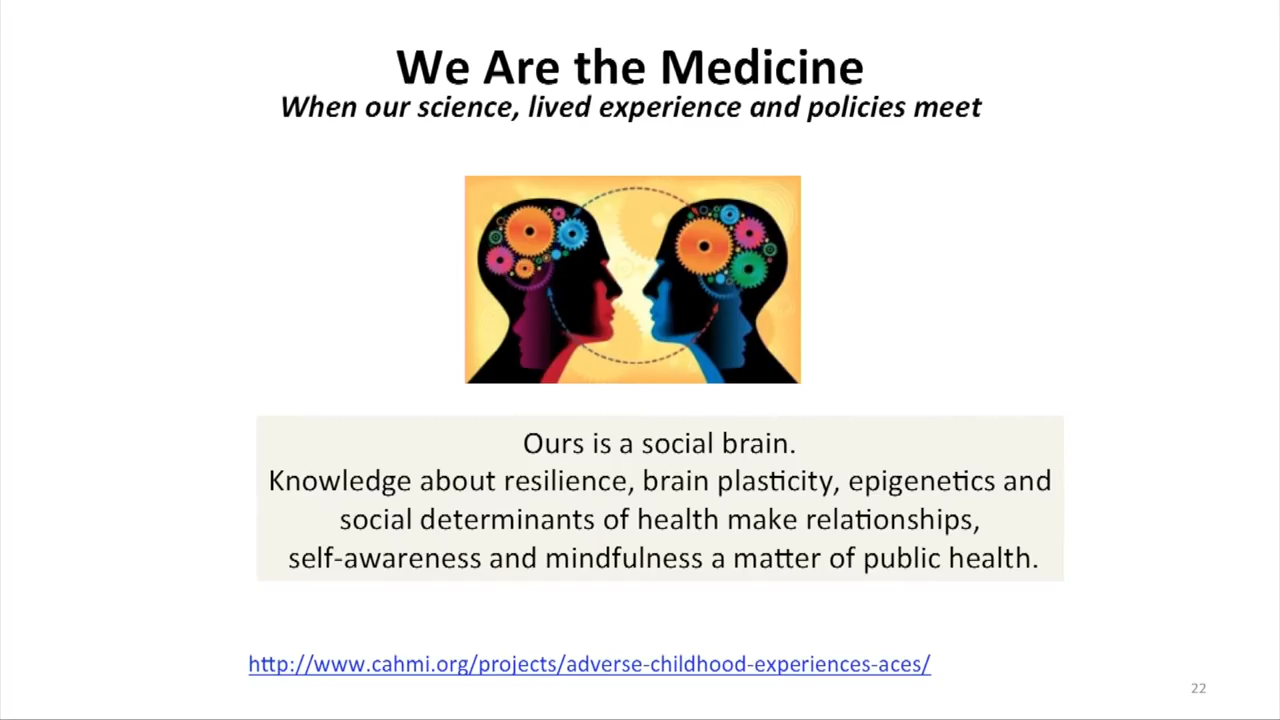 We Are the Medicine
When our science, lived experience and policies meet
Ours is a social brain.
Knowledge about resilience, brain plasticity, epigenetics and
social determinants of health make relationships,
self-awareness and mindfulness a matter of public health.
http://www.cahmi.org/projects/adverse-childhood-experiences-aces/
22